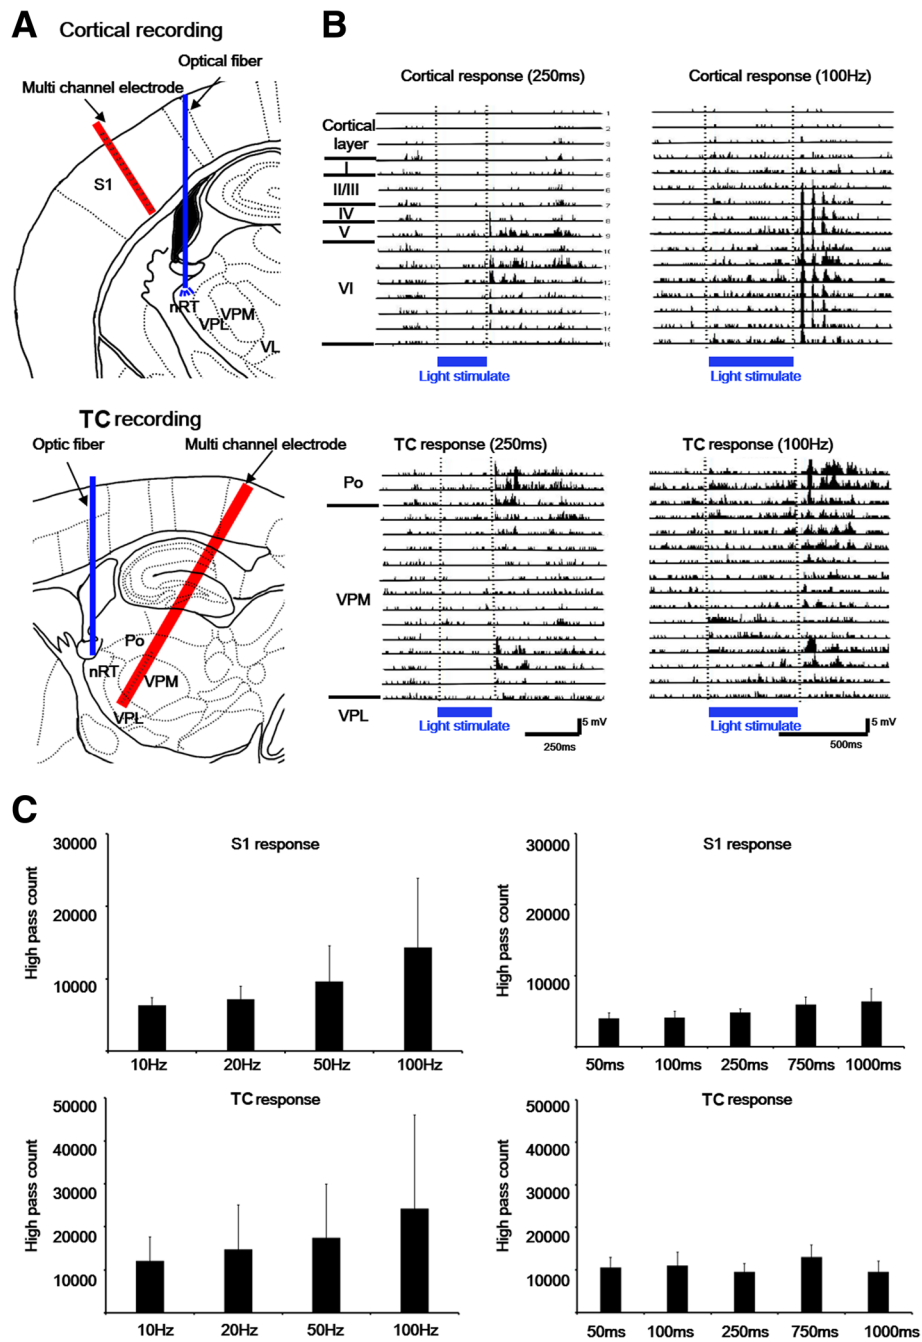 A
Cortical recording
Optical fiber
Multi channel electrode
S1
nRT
VPL
VPM
VL
TC recording
Optic fiber
Multi channel electrode
Po
nRT
VPM
VPL
B
Cortical response (250ms)
Cortical response (100Hz)
Cortical
layer
I
II/III
IV
V
VI
1
2
3
4
5
6
7
8
9
10
11
12
13
14
15
16
Light stimulate
Light stimulate
TC response (250ms)
TC response (100Hz)
Po
VPM
VPL
Light stimulate
5 mV
250ms
Light stimulate
5 mV
500ms
C
S1 response
High pass count
30000
20000
10000
10Hz 20Hz 50Hz 100Hz
S1 response
High pass count
30000
20000
10000
50ms 100ms 250ms 750ms 1000ms
TC response
High pass count
50000
40000
30000
20000
10000
10Hz 20Hz 50Hz 100Hz
TC response
High pass count
50000
40000
30000
20000
10000
50ms 100ms 250ms 750ms 1000ms